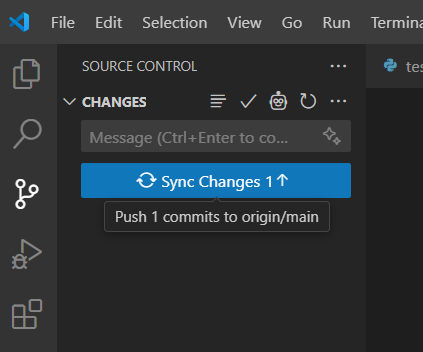 File Edit Selection View Go Run Termina
SOURCE CONTROL
CHANGES
Message (Ctrl+Enter to co...
Sync Changes 1↑
Push 1 commits to origin/main
tes